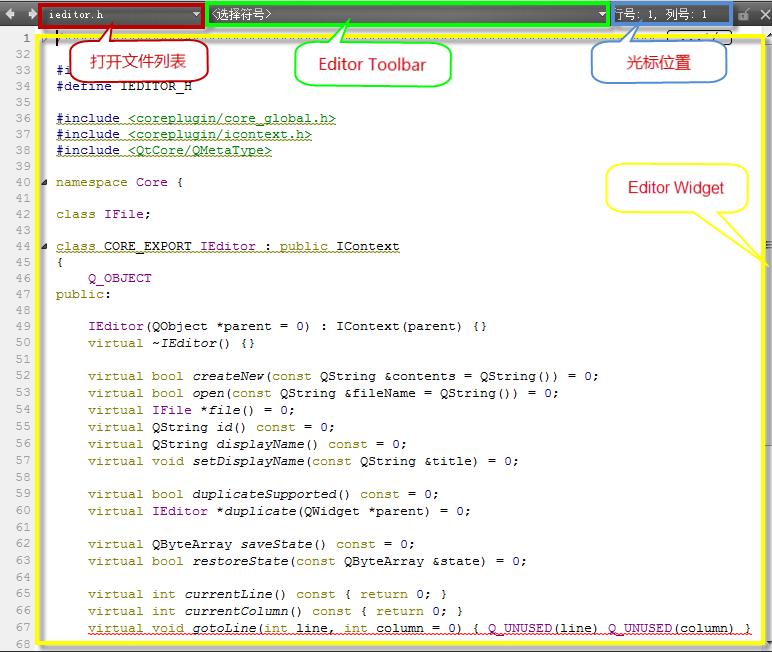 ieditor.h <选择符号> 行号: 1, 列号: 1
打开文件列表 Editor Toolbar 光标位置
1
32
33 #i
34 #define IEDITOR_H
35
36 #include <coreplugin/core_global.h>
37 #include <coreplugin/icontext.h>
38 #include <QtCore/QMetaType>
39
40 namespace Core {
41
42 class IFile;
Editor Widget
43
44 class CORE_EXPORT IEditor : public IContext
45 {
46 Q_OBJECT
47 public:
48
49 IEditor(QObject *parent = 0) : IContext(parent) {}
50 virtual ~IEditor() {}
51
52 virtual bool createNew(const QString &contents = QString()) = 0;
53 virtual bool open(const QString &fileName = QString()) = 0;
54 virtual IFile *file() = 0;
55 virtual QString id() const = 0;
56 virtual QString displayName() const = 0;
57 virtual void setDisplayName(const QString &title) = 0;
58
59 virtual bool duplicateSupported() const = 0;
60 virtual IEditor *duplicate(QWidget *parent) = 0;
61
62 virtual QByteArray saveState() const = 0;
63 virtual bool restoreState(const QByteArray &state) = 0;
64
65 virtual int currentLine() const { return 0; }
66 virtual int currentColumn() const { return 0; }
67 virtual void gotoLine(int line, int column = 0) { Q_UNUSED(line) Q_UNUSED(column) }
68